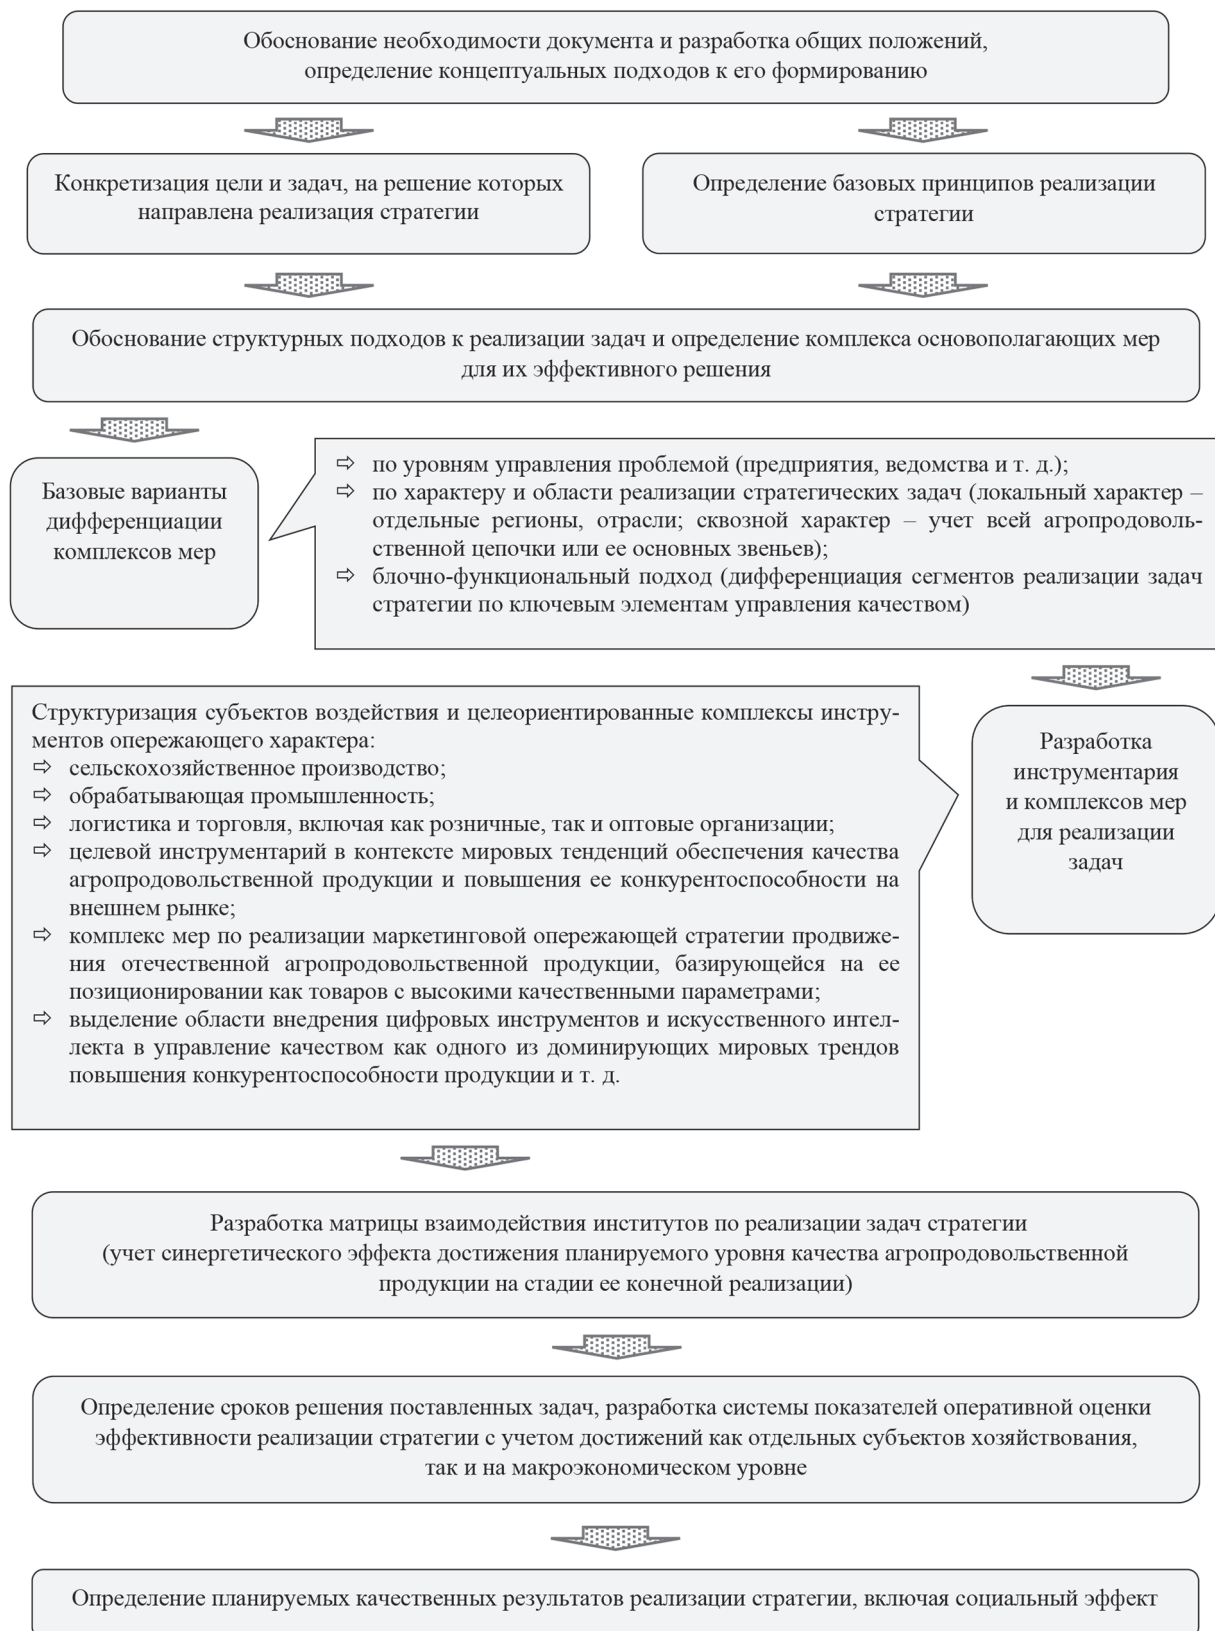 Обоснование необходимости документа и разработка общих положений,
определение концептуальных подходов к его формированию
Конкретизация цели и задач, на решение которых
направлена реализация стратегии
Определение базовых принципов реализации
стратегии
Обоснование структурных подходов к реализации задач и определение комплекса основополагающих мер
для их эффективного решения
Базовые варианты
дифференциации
комплексов мер
⇨ по уровням управления проблемой (предприятия, ведомства и т. д.);
⇨ по характеру и области реализации стратегических задач (локальный характер –
отдельные регионы, отрасли; сквозной характер – учет всей агропродоволь-
ственной цепочки или ее основных звеньев);
⇨ блочно-функциональный подход (дифференциация сегментов реализации задач
стратегии по ключевым элементам управления качеством)
Структуризация субъектов воздействия и целеориентированные комплексы инстру-
ментов опережающего характера:
⇨ сельскохозяйственное производство;
⇨ обрабатывающая промышленность;
⇨ логистика и торговля, включая как розничные, так и оптовые организации;
⇨ целевой инструментарий в контексте мировых тенденций обеспечения качества
агропродовольственной продукции и повышения ее конкурентоспособности на
внешнем рынке;
⇨ комплекс мер по реализации маркетинговой опережающей стратегии продвиже-
ния отечественной агропродовольственной продукции, базирующейся на ее
позиционировании как товаров с высокими качественными параметрами;
⇨ выделение области внедрения цифровых инструментов и искусственного интел-
лекта в управление качеством как одного из доминирующих мировых трендов
повышения конкурентоспособности продукции и т. д.
Разработка
инструментария
и комплексов мер
для реализации
задач
Разработка матрицы взаимодействия институтов по реализации задач стратегии
(учет синергетического эффекта достижения планируемого уровня качества агропродовольственной
продукции на стадии ее конечной реализации)
Определение сроков решения поставленных задач, разработка системы показателей оперативной оценки
эффективности реализации стратегии с учетом достижений как отдельных субъектов хозяйствования,
так и на макроэкономическом уровне
Определение планируемых качественных результатов реализации стратегии, включая социальный эффект